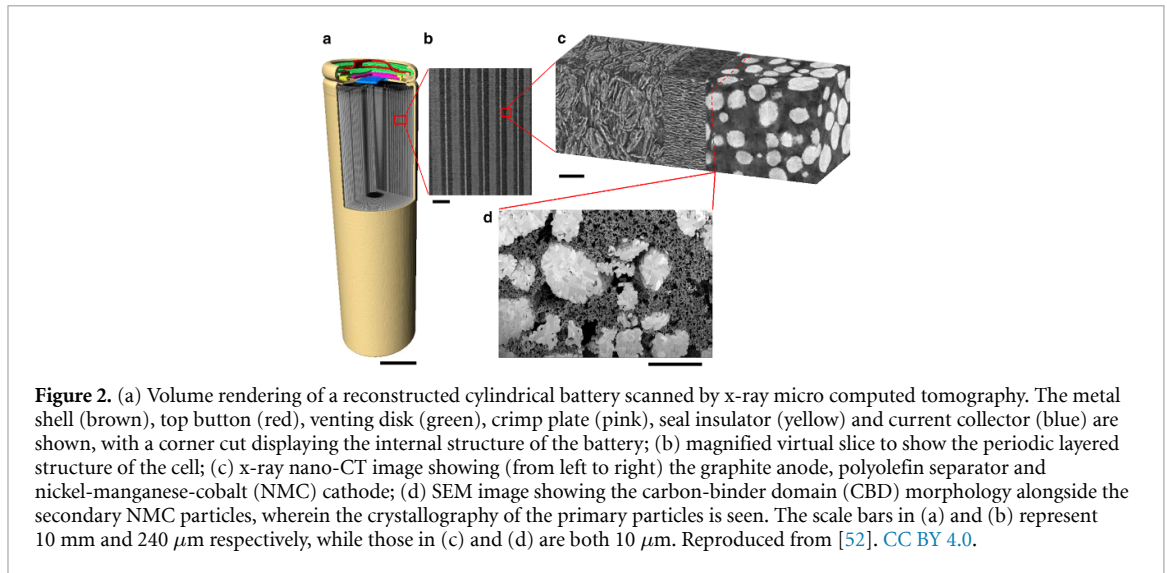 a
b
c
d
Figure 2. (a) Volume rendering of a reconstructed cylindrical battery scanned by x-ray micro computed tomography. The metal
shell (brown), top button (red), venting disk (green), crimp plate (pink), seal insulator (yellow) and current collector (blue) are
shown, with a corner cut displaying the internal structure of the battery; (b) magnified virtual slice to show the periodic layered
structure of the cell; (c) x-ray nano-CT image showing (from left to right) the graphite anode, polyolefin separator and
nickel-manganese-cobalt (NMC) cathode; (d) SEM image showing the carbon-binder domain (CBD) morphology alongside the
secondary NMC particles, wherein the crystallography of the primary particles is seen. The scale bars in (a) and (b) represent
10 mm and 240 μm respectively, while those in (c) and (d) are both 10 μm. Reproduced from [52]. CC BY 4.0.